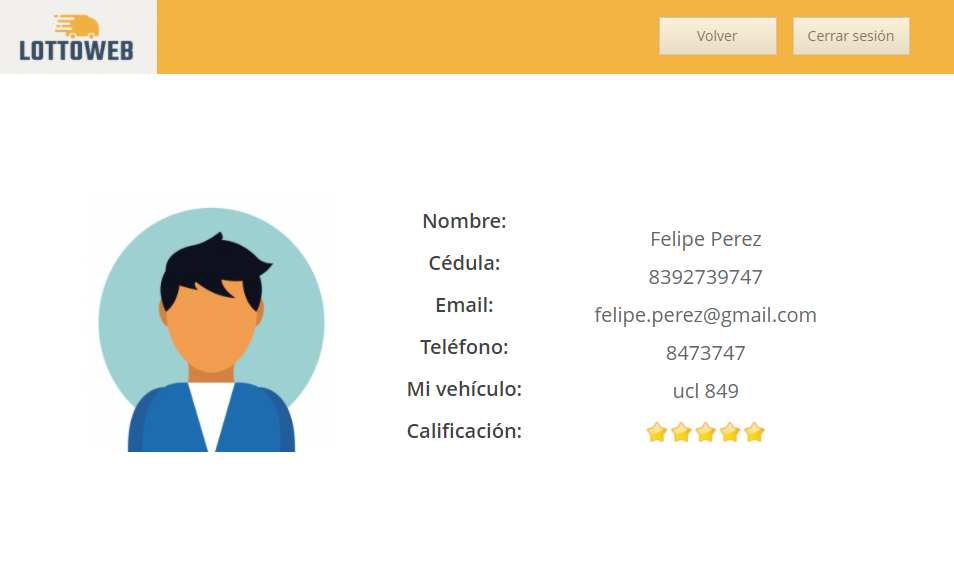 LOTTOWEB
Volver
Cerrar sesión
Nombre:
Felipe Perez
Cédula:
8392739747
Email:
felipe.perez@gmail.com
Teléfono:
8473747
Mi vehículo:
ucl 849
Calificación: